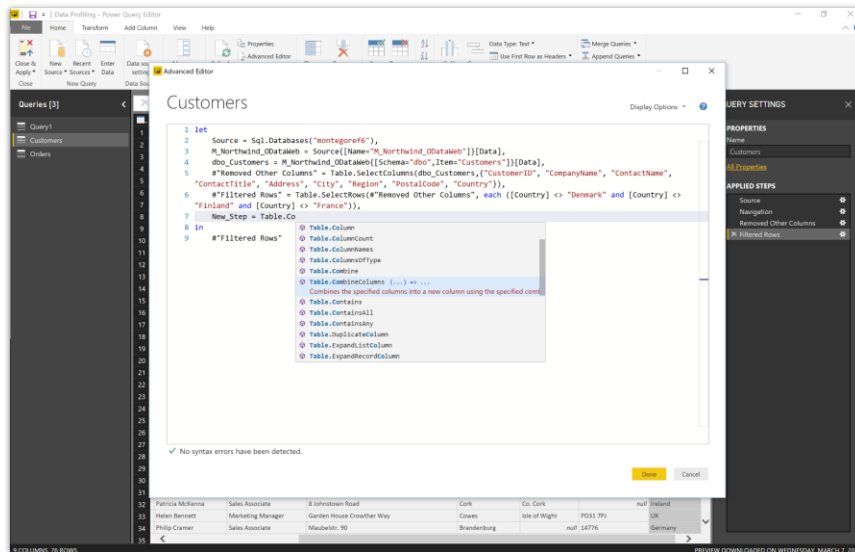 Data Profiling - Power Query Editor
File Home Transform Add Column View Help
Close & Apply
New Source
Recent Sources
Enter Data
Properties
Advanced Editor
Data Type: Text
Use First Row as Headers
Merge Queries
Append Queries
Close New Query
Queries [3]
Query1
Customers
Orders
Advanced Editor
Customers
Display Options
1 let
2 Source = Sql.Databases("montegoref6"),
3 M_Northwind_ODataWeb = Source{[Name="M_Northwind_ODataWeb"]}[Data],
4 dbo_Customers = M_Northwind_ODataWeb{[Schema="dbo",Item="Customers"]}[Data],
5 #"Removed Other Columns" = Table.SelectColumns(dbo_Customers,{"CustomerID", "CompanyName", "ContactName",
"ContactTitle", "Address", "City", "Region", "PostalCode", "Country"}),
6 #"Filtered Rows" = Table.SelectRows(#"Removed Other Columns", each ([Country] <> "Denmark" and [Country] <>
"Finland" and [Country] <> "France")),
7 New_Step = Table.Co
8 in
9 #"Filtered Rows"
Table.Column
Table.ColumnCount
Table.ColumnNames
Table.ColumnsOfType
Table.Combine
Table.CombineColumns (...) => ...
Combines the specified columns into a new column using the specified comb
Table.Contains
Table.ContainsAll
Table.ContainsAny
Table.DuplicateColumn
Table.ExpandListColumn
Table.ExpandRecordColumn
No syntax errors have been detected.
Done Cancel
UERY SETTINGS
PROPERTIES
Name
Customers
All Properties
APPLIED STEPS
Source
Navigation
Removed Other Columns
Filtered Rows
32 Patricia McKenna Sales Associate 8 Johnstown Road Cork Co. Cork null Ireland
33 Helen Bennett Marketing Manager Garden House Crowther Way Cowes Isle of Wight PO31 7PJ UK
34 Philip Cramer Sales Associate Maubelstr. 90 Brandenburg null 14776 Germany
35
9 COLUMNS, 76 ROWS
PREVIEW DOWNLOADED ON WEDNESDAY, MARCH 7, 20